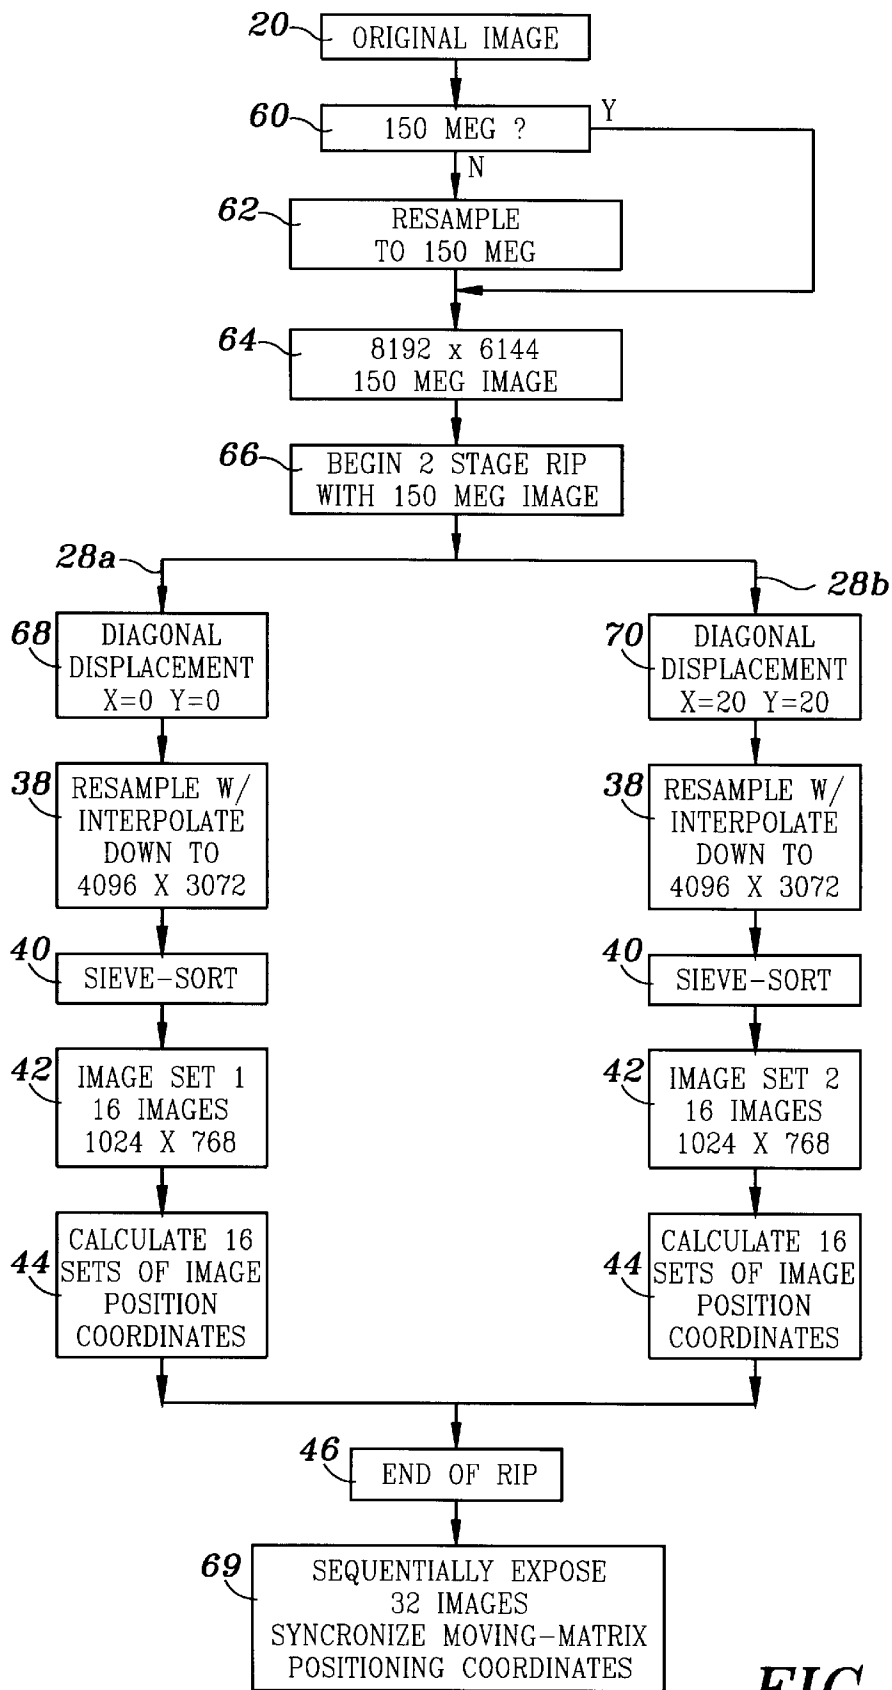 20
ORIGINAL IMAGE
60
150 MEG ?
Y
N
62
RESAMPLE
TO 150 MEG
64
8192 x 6144
150 MEG IMAGE
66
BEGIN 2 STAGE RIP
WITH 150 MEG IMAGE
28a
28b
68
DIAGONAL
DISPLACEMENT
X=0 Y=0
70
DIAGONAL
DISPLACEMENT
X=20 Y=20
38
RESAMPLE W/
INTERPOLATE
DOWN TO
4096 X 3072
38
RESAMPLE W/
INTERPOLATE
DOWN TO
4096 X 3072
40
SIEVE-SORT
40
SIEVE-SORT
42
IMAGE SET 1
16 IMAGES
1024 X 768
42
IMAGE SET 2
16 IMAGES
1024 X 768
44
CALCULATE 16
SETS OF IMAGE
POSITION
COORDINATES
44
CALCULATE 16
SETS OF IMAGE
POSITION
COORDINATES
46
END OF RIP
69
SEQUENTIALLY EXPOSE
32 IMAGES
SYNCRONIZE MOVING-MATRIX
POSITIONING COORDINATES